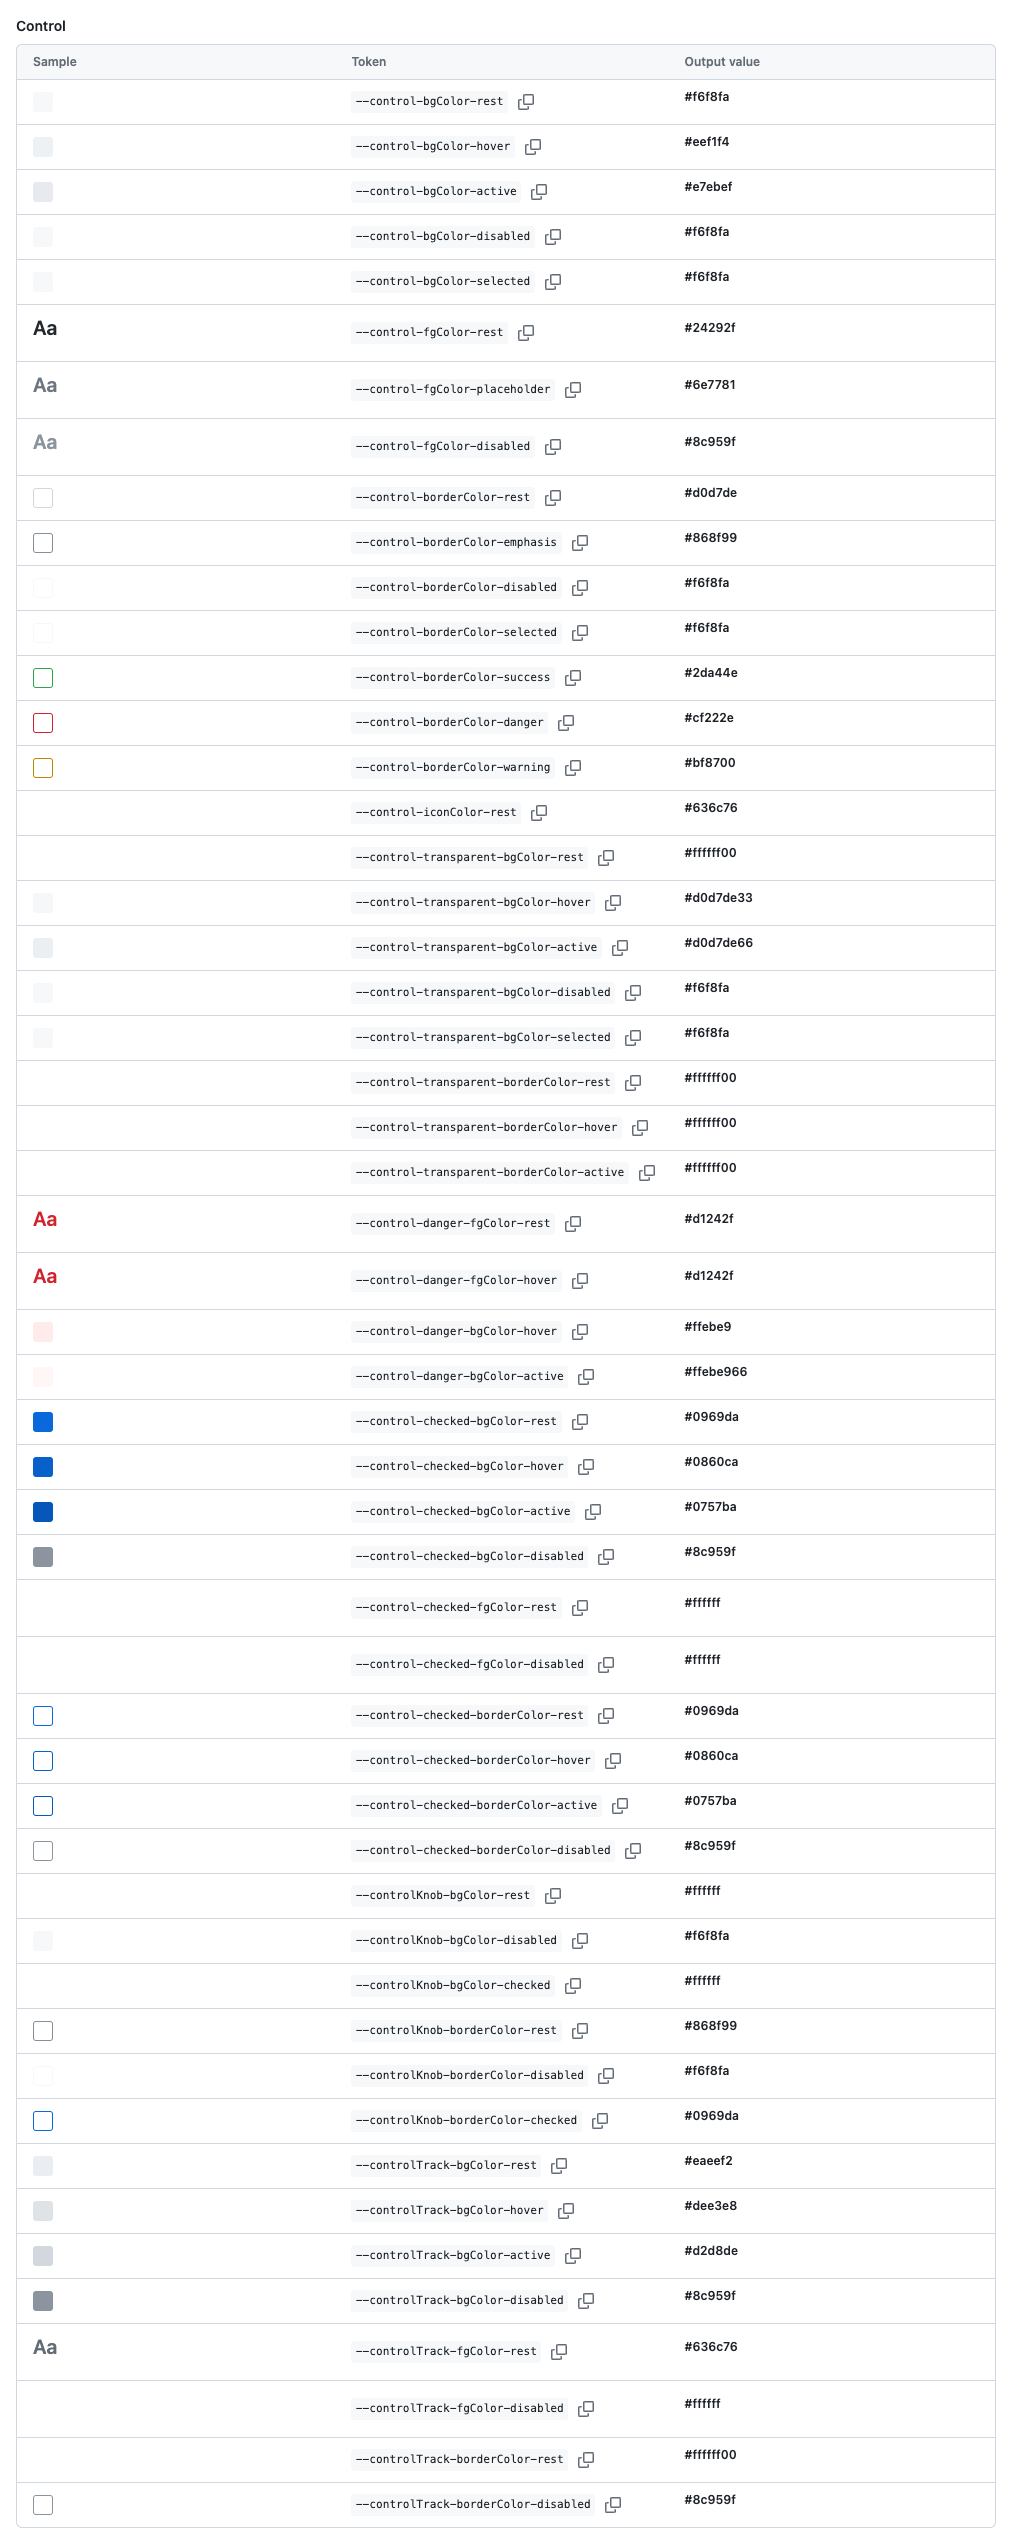 Control
Sample Token Output value
--control-bgColor-rest #f6f8fa
--control-bgColor-hover #eef1f4
--control-bgColor-active #e7ebef
--control-bgColor-disabled #f6f8fa
--control-bgColor-selected #f6f8fa
Aa --control-fgColor-rest #24292f
Aa --control-fgColor-placeholder #6e7781
Aa --control-fgColor-disabled #8c959f
--control-borderColor-rest #d0d7de
--control-borderColor-emphasis #868f99
--control-borderColor-disabled #f6f8fa
--control-borderColor-selected #f6f8fa
--control-borderColor-success #2da44e
--control-borderColor-danger #cf222e
--control-borderColor-warning #bf8700
--control-iconColor-rest #636c76
--control-transparent-bgColor-rest #ffffff00
--control-transparent-bgColor-hover #d0d7de33
--control-transparent-bgColor-active #d0d7de66
--control-transparent-bgColor-disabled #f6f8fa
--control-transparent-bgColor-selected #f6f8fa
--control-transparent-borderColor-rest #ffffff00
--control-transparent-borderColor-hover #ffffff00
--control-transparent-borderColor-active #ffffff00
Aa --control-danger-fgColor-rest #d1242f
Aa --control-danger-fgColor-hover #d1242f
--control-danger-bgColor-hover #ffebe9
--control-danger-bgColor-active #ffebe966
--control-checked-bgColor-rest #0969da
--control-checked-bgColor-hover #0860ca
--control-checked-bgColor-active #0757ba
--control-checked-bgColor-disabled #8c959f
--control-checked-fgColor-rest #ffffff
--control-checked-fgColor-disabled #ffffff
--control-checked-borderColor-rest #0969da
--control-checked-borderColor-hover #0860ca
--control-checked-borderColor-active #0757ba
--control-checked-borderColor-disabled #8c959f
--controlKnob-bgColor-rest #ffffff
--controlKnob-bgColor-disabled #f6f8fa
--controlKnob-bgColor-checked #ffffff
--controlKnob-borderColor-rest #868f99
--controlKnob-borderColor-disabled #f6f8fa
--controlKnob-borderColor-checked #0969da
--controlTrack-bgColor-rest #eaeef2
--controlTrack-bgColor-hover #dee3e8
--controlTrack-bgColor-active #d2d8de
--controlTrack-bgColor-disabled #8c959f
Aa --controlTrack-fgColor-rest #636c76
--controlTrack-fgColor-disabled #ffffff
--controlTrack-borderColor-rest #ffffff00
--controlTrack-borderColor-disabled #8c959f